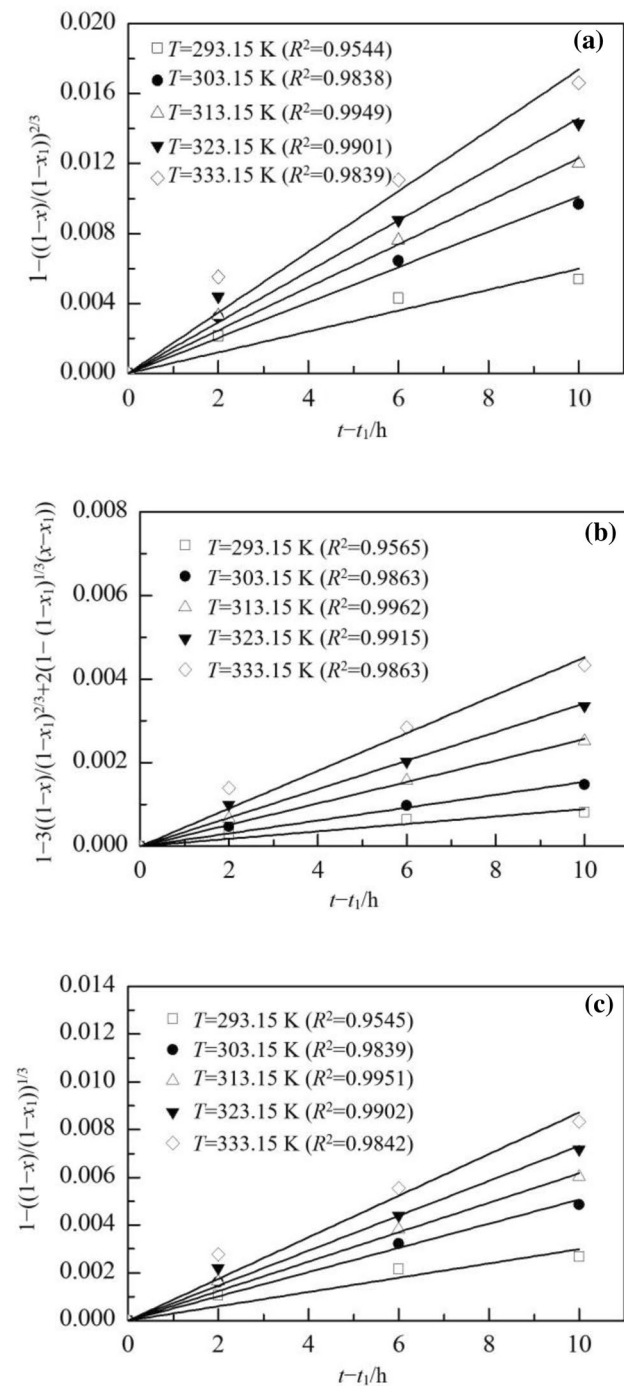 (a)
0.020
T=293.15 K (R²=0.9544)
T=303.15 K (R²=0.9838)
0.016
T=313.15 K (R²=0.9949)
T=323.15 K (R²=0.9901)
0.012
T=333.15 K (R²=0.9839)
0.008
0.004
0.000
1−((1−x)/(1−x₁))²ᐟ³
0 2 4 6 8 10
t−t₁/h
(b)
0.008
T=293.15 K (R²=0.9565)
T=303.15 K (R²=0.9863)
0.006
T=313.15 K (R²=0.9962)
T=323.15 K (R²=0.9915)
T=333.15 K (R²=0.9863)
0.004
0.002
0.000
1−3((1−x)/(1−x₁)²ᐟ³+2(1− (1−x₁)¹ᐟ³(x−x₁))
0 2 4 6 8 10
t−t₁/h
(c)
0.014
T=293.15 K (R²=0.9545)
0.012
T=303.15 K (R²=0.9839)
0.010
T=313.15 K (R²=0.9951)
T=323.15 K (R²=0.9902)
0.008
T=333.15 K (R²=0.9842)
0.006
0.004
0.002
0.000
1−((1−x)/(1−x₁))¹ᐟ³
0 2 4 6 8 10
t−t₁/h